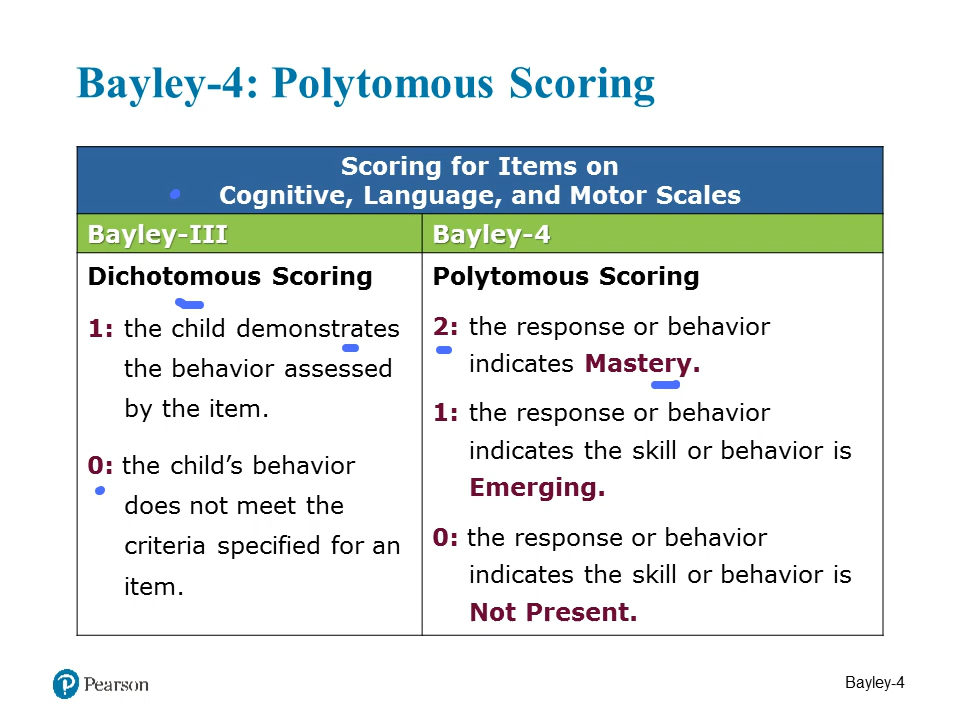 Bayley-4: Polytomous Scoring
Scoring for Items on
Cognitive, Language, and Motor Scales
Bayley-III
Bayley-4
Dichotomous Scoring
1: the child demonstrates
the behavior assessed
by the item.
0: the child’s behavior
does not meet the
criteria specified for an
item.
Polytomous Scoring
2: the response or behavior
indicates Mastery.
1: the response or behavior
indicates the skill or behavior is
Emerging.
0: the response or behavior
indicates the skill or behavior is
Not Present.
Pearson
Bayley-4